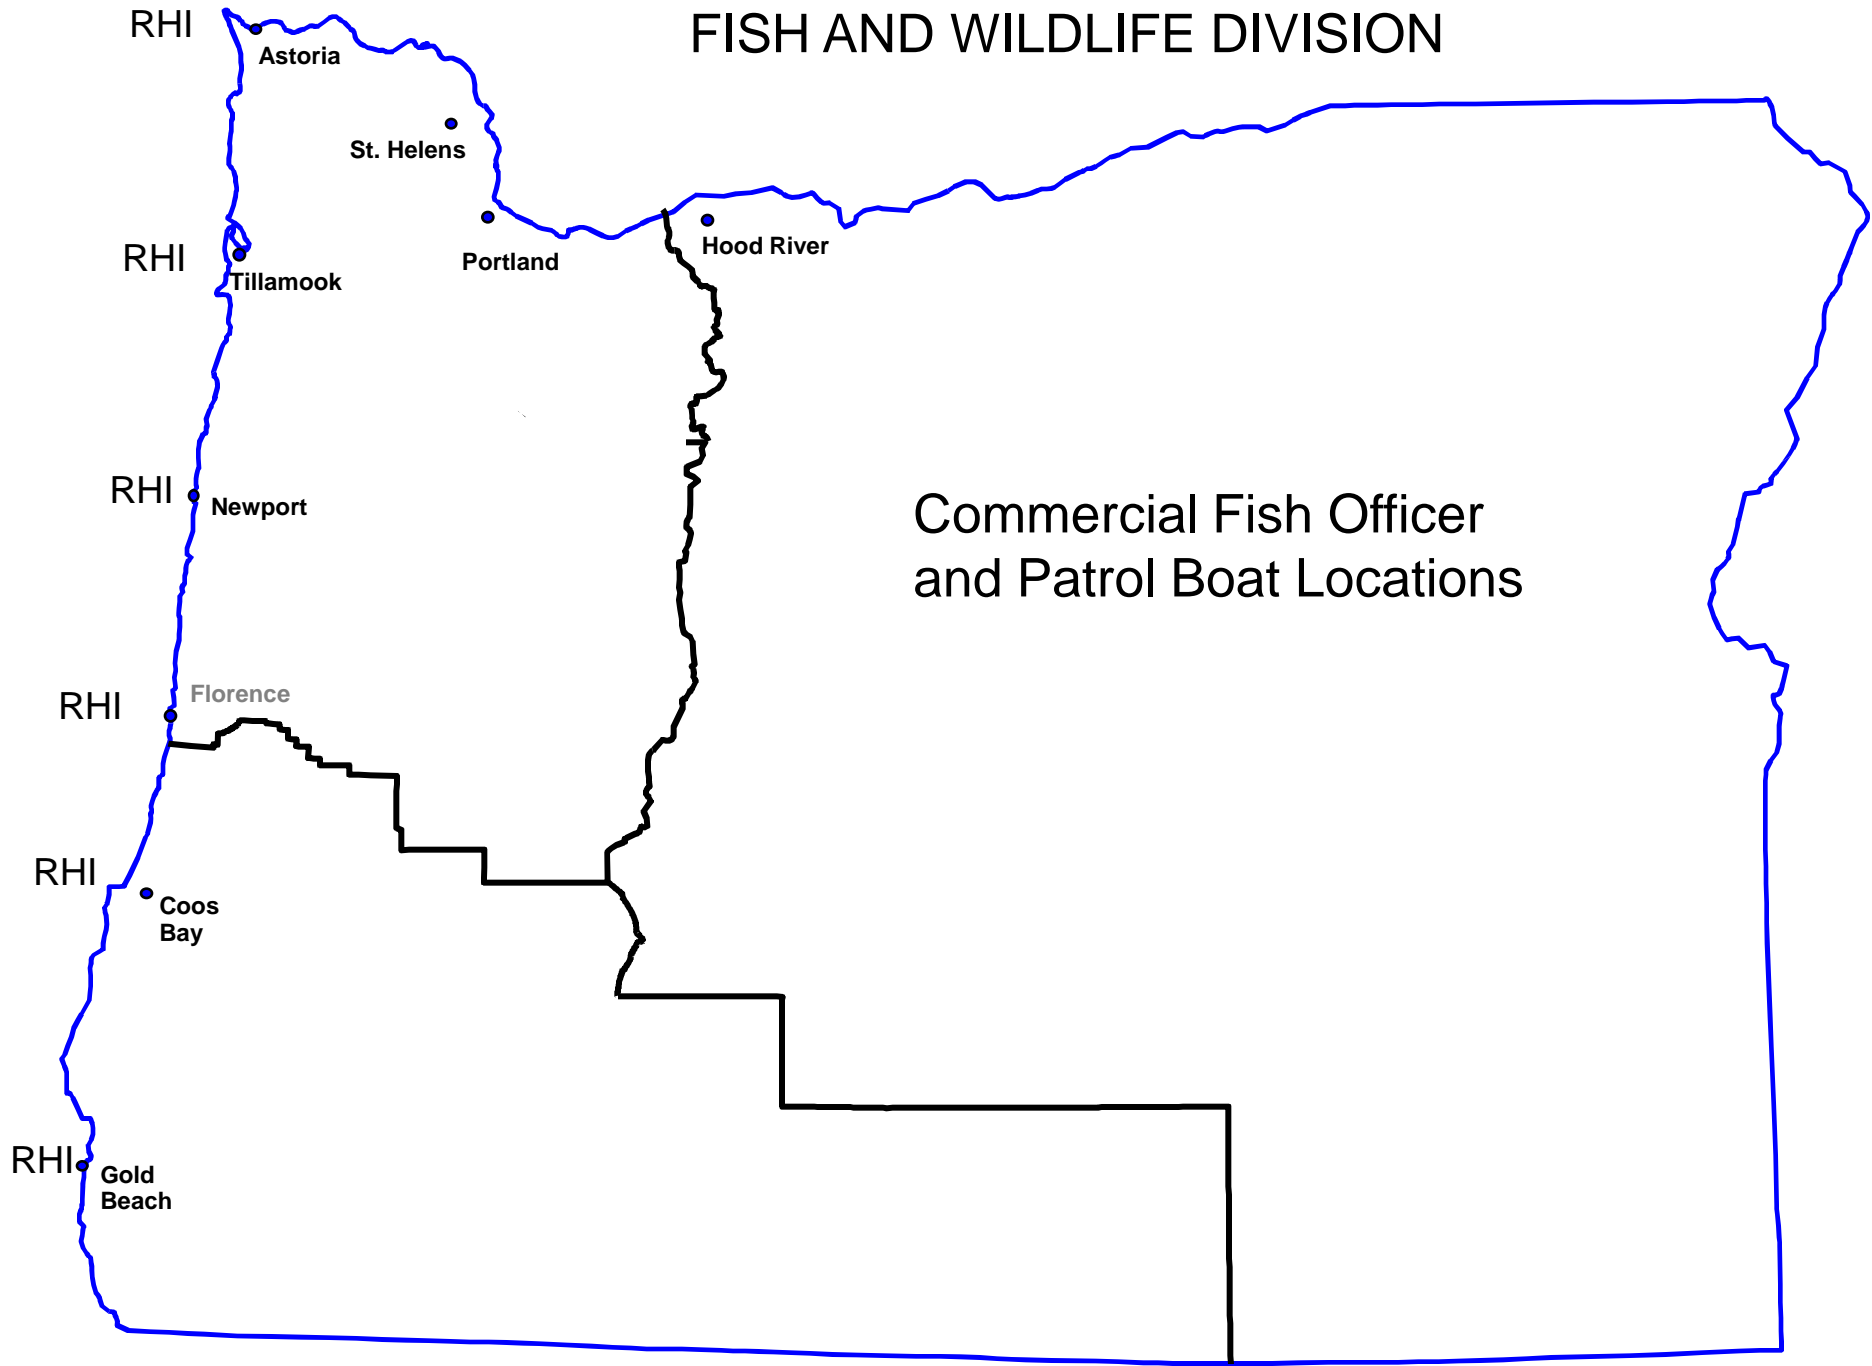 FISH AND WILDLIFE DIVISION
RHI
Astoria
St. Helens
RHI
Tillamook
Portland
Hood River
RHI
Newport
Commercial Fish Officer
and Patrol Boat Locations
RHI
Florence
RHI
Coos
Bay
RHI
Gold
Beach